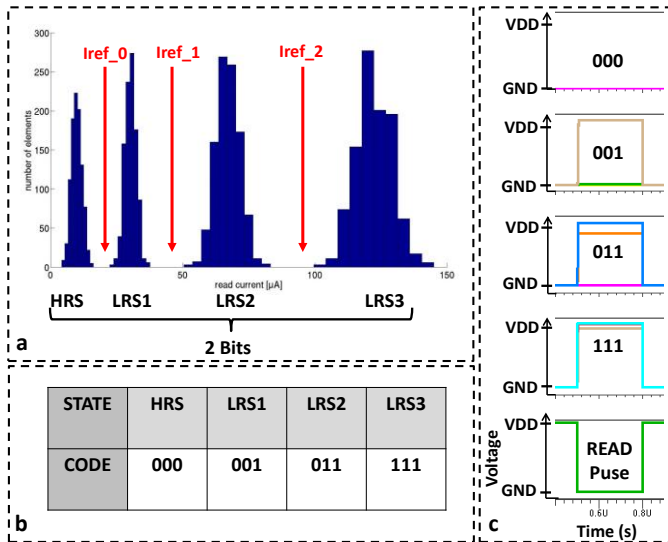 Iref_0 Iref_1 Iref_2
300
250
200
150
100
50
0
number of elements
0 50 100 150
read current [µA]
HRS LRS1 LRS2 LRS3
2 Bits
a
STATE HRS LRS1 LRS2 LRS3
CODE 000 001 011 111
b
VDD
000
GND
VDD
001
GND
VDD
011
GND
VDD
111
GND
VDD
READ
Puse
GND
Voltage
0.6U 0.8U
Time (s)
c